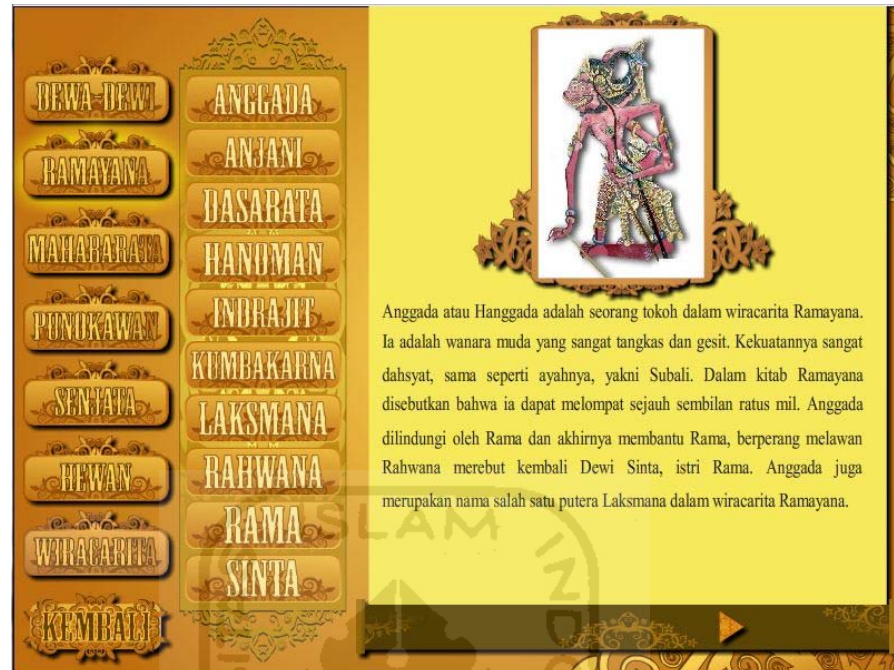 DEWA-DEWI
RAMAYANA
MAHABARATA
PUNOKAWAN
SENJATA
HEWAN
WIRACARITA
KEMBALI
ANGGADA
ANJANI
DASARATA
HANOMAN
INDRAJIT
KUMBAKARNA
LAKSMANA
RAHWANA
RAMA
SINTA
Anggada atau Hanggada adalah seorang tokoh dalam wiracarita Ramayana.
Ia adalah wanara muda yang sangat tangkas dan gesit. Kekuatannya sangat
dahsyat, sama seperti ayahnya, yakni Subali. Dalam kitab Ramayana
disebutkan bahwa ia dapat melompat sejauh sembilan ratus mil. Anggada
dilindungi oleh Rama dan akhirnya membantu Rama, berperang melawan
Rahwana merebut kembali Dewi Sinta, istri Rama. Anggada juga
merupakan nama salah satu putera Laksmana dalam wiracarita Ramayana.